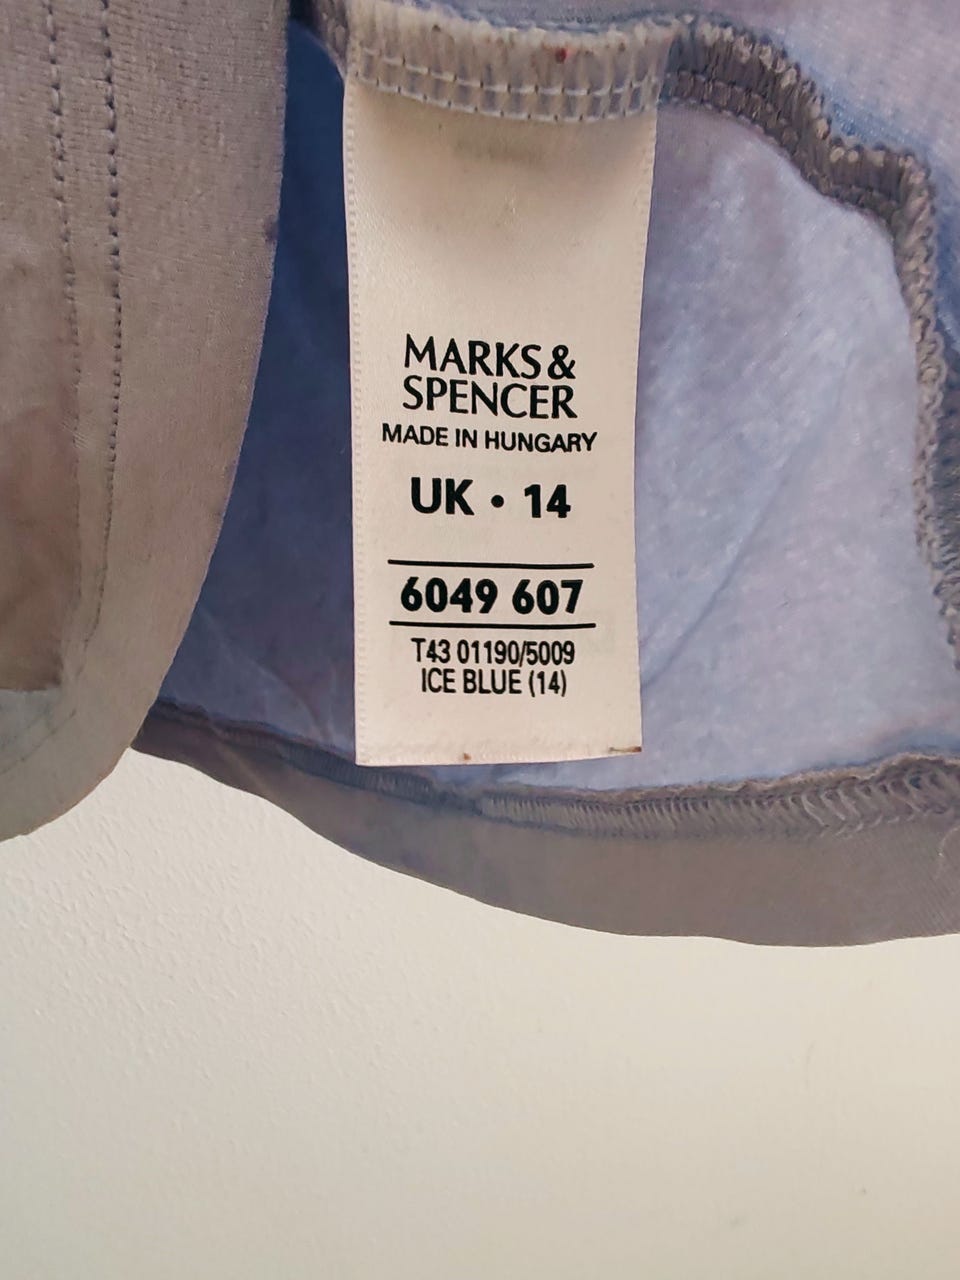 MARKS &
SPENCER
MADE IN HUNGARY
UK • 14
6049 607
T43 01190/5009
ICE BLUE (14)